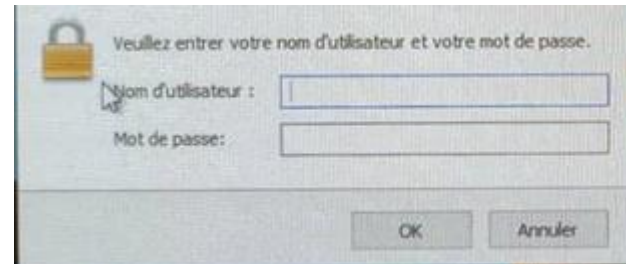 Veuillez entrer votre nom d'utilisateur et votre mot de passe.
Nom d'utilisateur :
Mot de passe:
OK Annuler